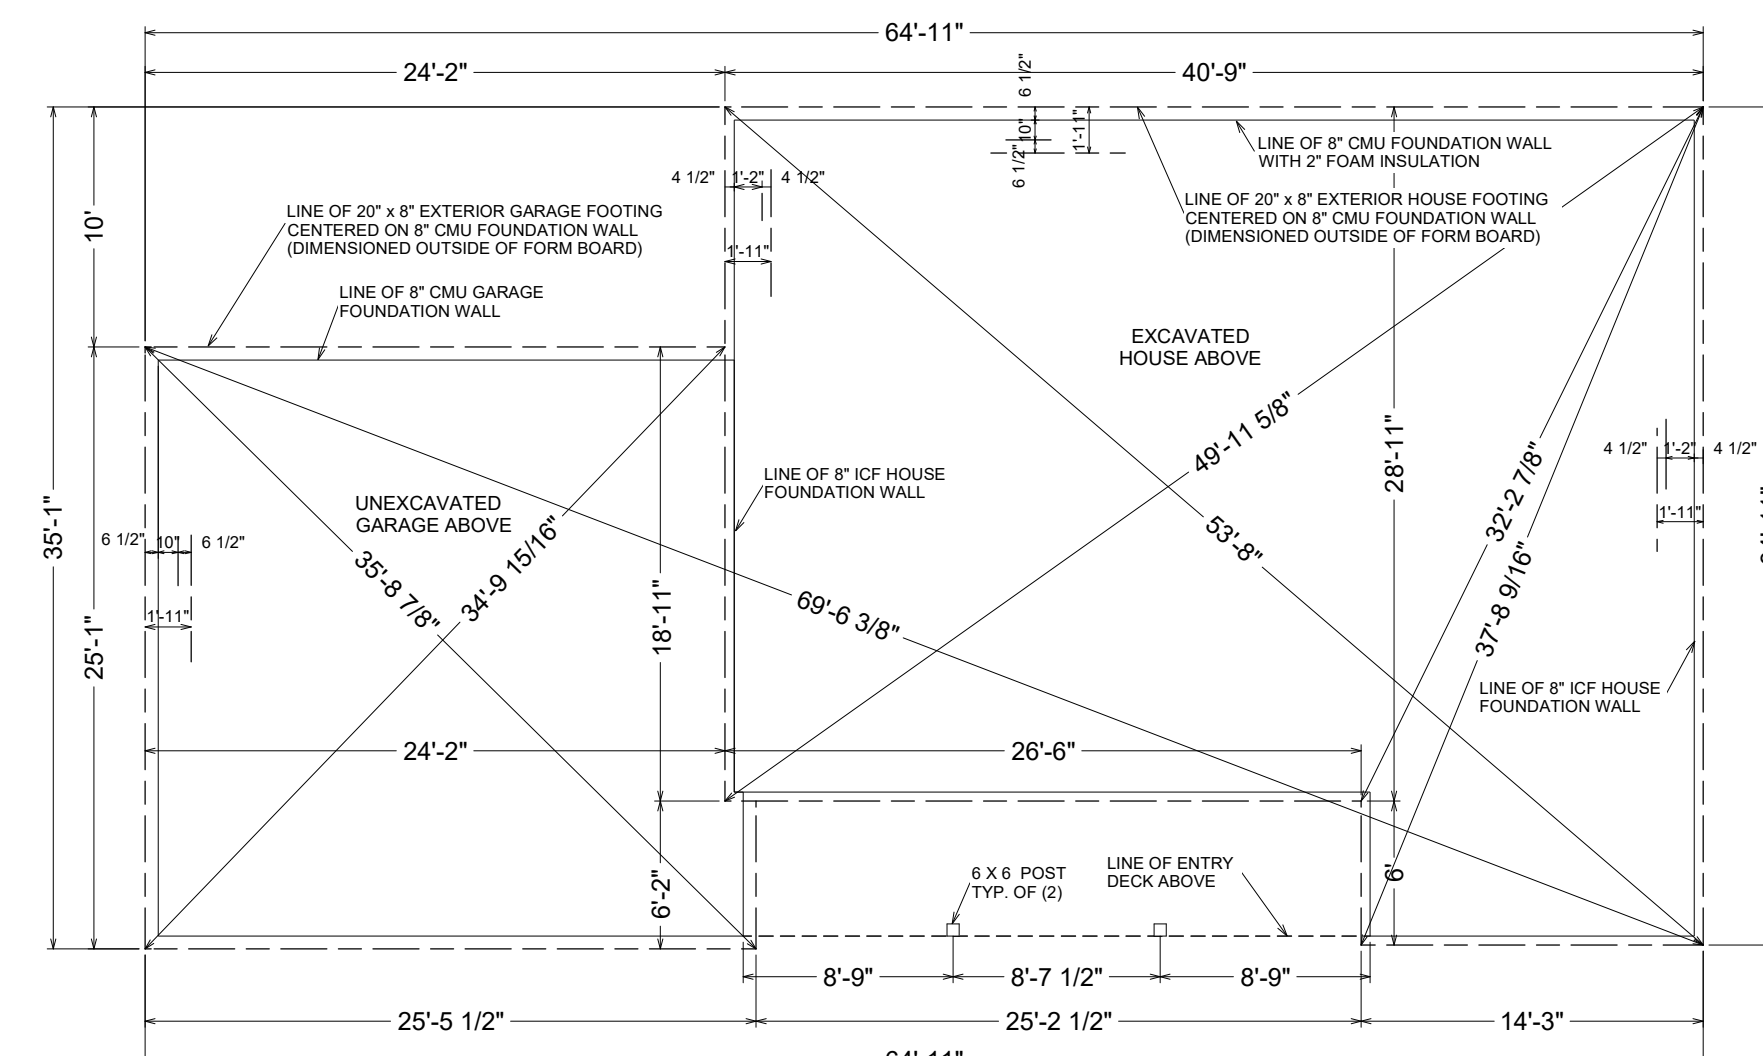 64'-11"
24'-2"
40'-9"
6 1/2"
10"
6 1/2"
1'-11"
LINE OF 8" CMU FOUNDATION WALL
WITH 2" FOAM INSULATION
4 1/2"
1'-2"
4 1/2"
LINE OF 20" x 8" EXTERIOR GARAGE FOOTING
CENTERED ON 8" CMU FOUNDATION WALL
(DIMENSIONED OUTSIDE OF FORM BOARD)
LINE OF 20" x 8" EXTERIOR HOUSE FOOTING
CENTERED ON 8" CMU FOUNDATION WALL
(DIMENSIONED OUTSIDE OF FORM BOARD)
10'
1'-11"
LINE OF 8" CMU GARAGE
FOUNDATION WALL
EXCAVATED
HOUSE ABOVE
49'-11 5/8"
28'-11"
4 1/2"
1'-2"
4 1/2"
1'-11"
32'-2 7/8"
37'-8 9/16"
53'-8"
LINE OF 8" ICF HOUSE
FOUNDATION WALL
UNEXCAVATED
GARAGE ABOVE
35'-1"
6 1/2"
10"
6 1/2"
1'-11"
25'-1"
35'-8 7/8"
34'-9 15/16"
69'-6 3/8"
18'-11"
LINE OF 8" ICF HOUSE
FOUNDATION WALL
24'-2"
26'-6"
6'-2"
6'
6 X 6 POST
TYP. OF (2)
LINE OF ENTRY
DECK ABOVE
8'-9"
8'-7 1/2"
8'-9"
25'-5 1/2"
25'-2 1/2"
14'-3"
64'-11"